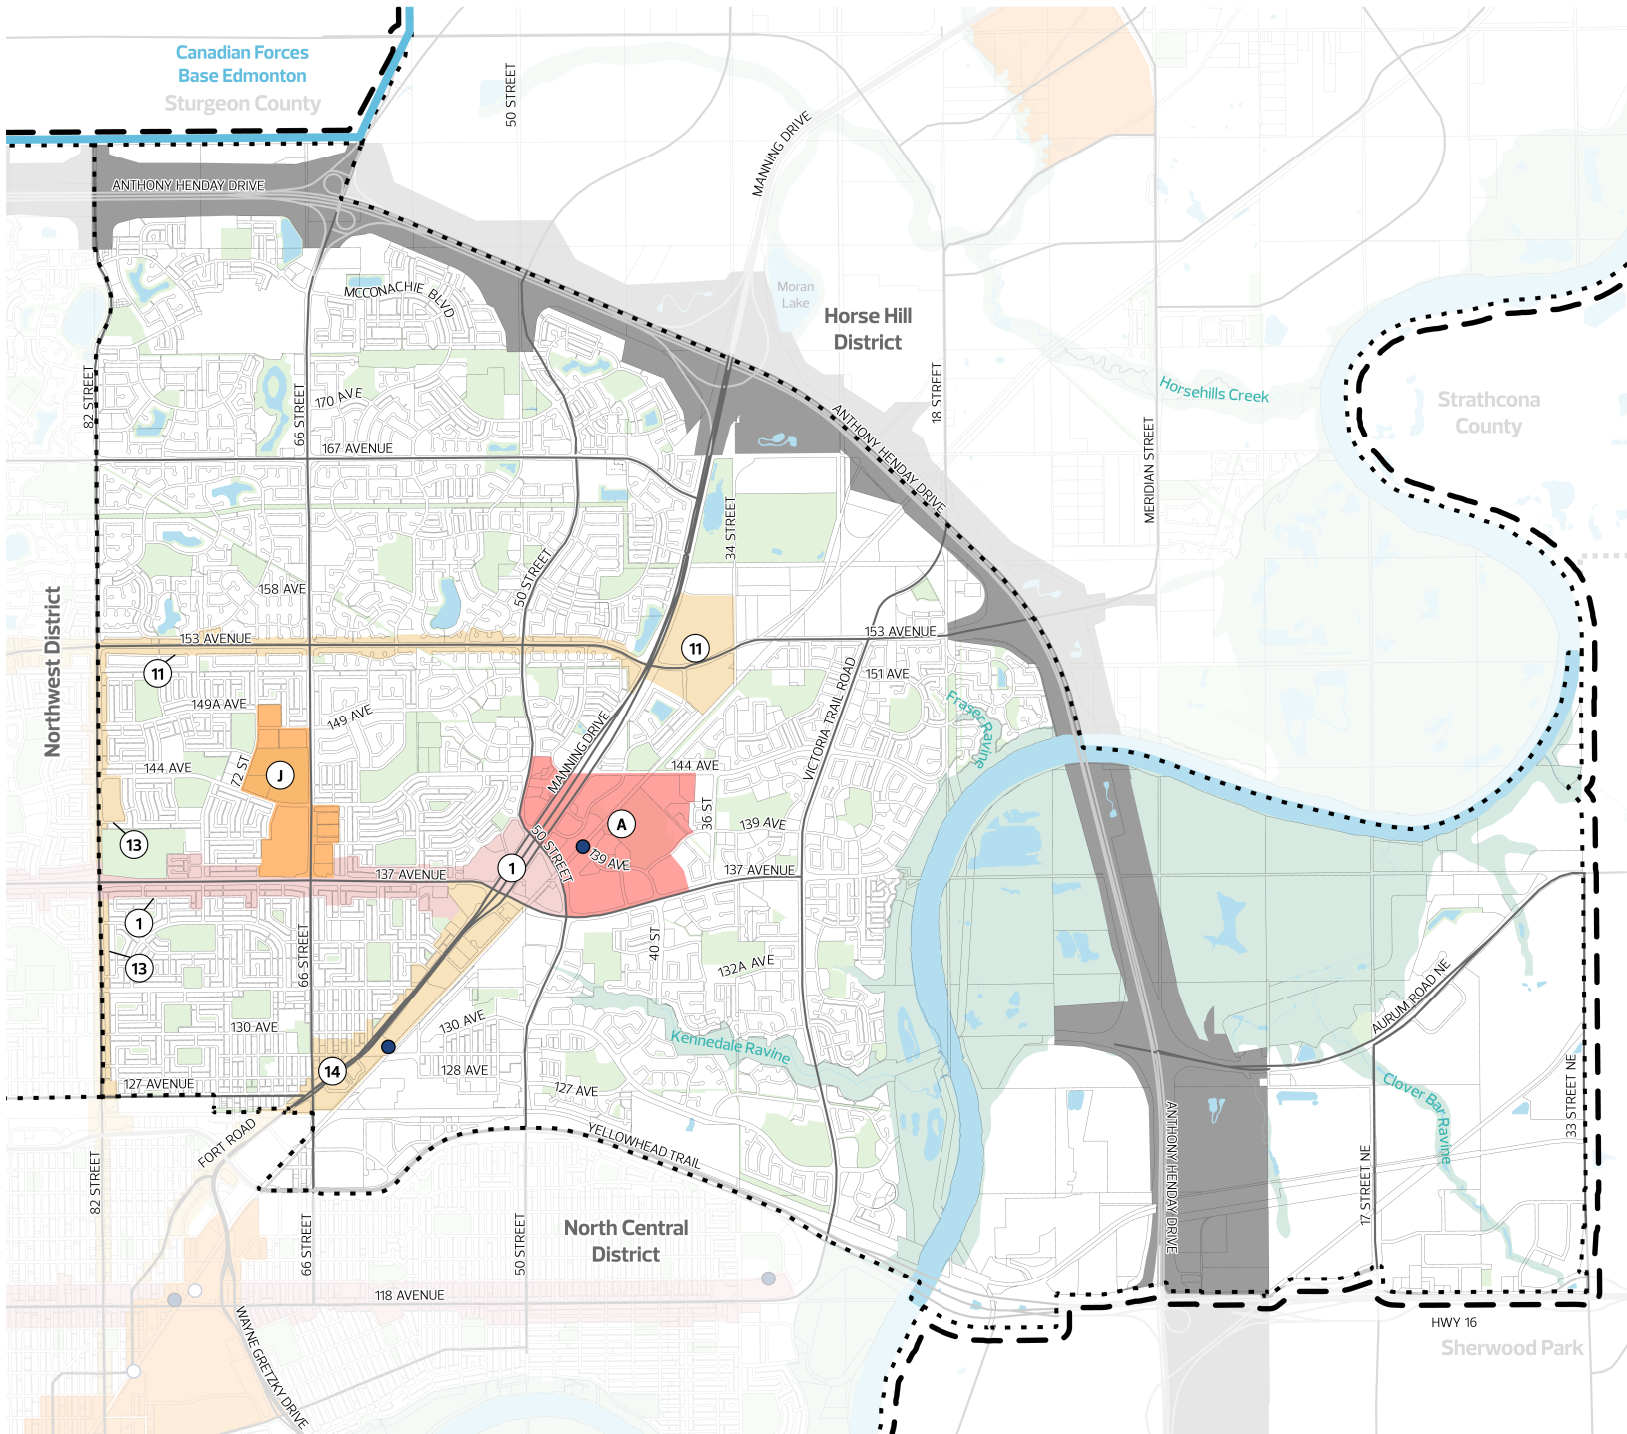 Canadian Forces
Base Edmonton
Sturgeon County
50 STREET
MANNING DRIVE
ANTHONY HENDAY DRIVE
MCCONACHIE BLVD
Moran
Lake
Horse Hill
District
82 STREET
66 STREET
170 AVE
167 AVENUE
18 STREET
ANTHONY HENDAY DRIVE
Horsehills Creek
Strathcona
County
MERIDIAN STREET
34 STREET
50 STREET
158 AVE
Northwest District
153 AVENUE
11
11
153 AVENUE
151 AVE
149A AVE
149 AVE
Fraser Ravine
VICTORIA TRAIL ROAD
MANNING DRIVE
144 AVE
72 ST
J
144 AVE
36 ST
A
139 AVE
13
50 STREET
139 AVE
1
137 AVENUE
137 AVENUE
1
13
66 STREET
40 ST
132A AVE
130 AVE
130 AVE
AURUM ROAD NE
Kennedale Ravine
14
128 AVE
127 AVENUE
127 AVE
Clover Bar Ravine
33 STREET NE
FORT ROAD
YELLOWHEAD TRAIL
ANTHONY HENDAY DRIVE
17 STREET NE
82 STREET
66 STREET
50 STREET
North Central
District
118 AVENUE
WAYNE GRETZKY DRIVE
HWY 16
Sherwood Park